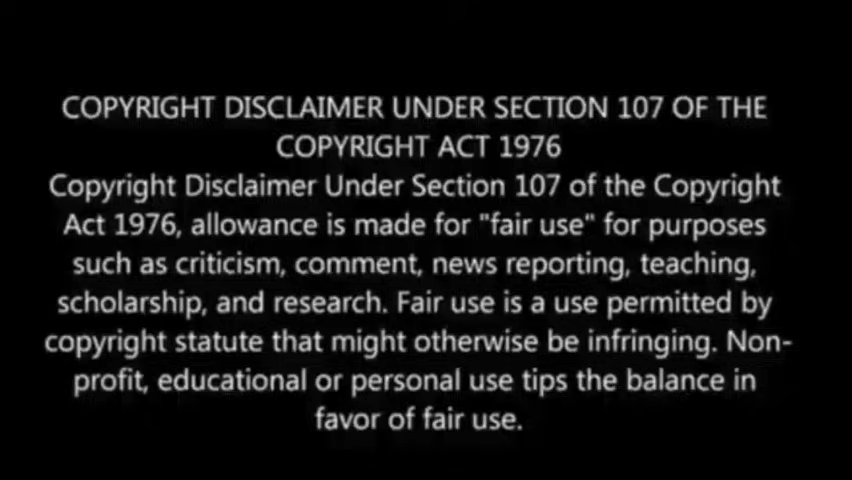 COPYRIGHT DISCLAIMER UNDER SECTION 107 OF THE
COPYRIGHT ACT 1976
Copyright Disclaimer Under Section 107 of the Copyright
Act 1976, allowance is made for "fair use" for purposes
such as criticism, comment, news reporting, teaching,
scholarship, and research. Fair use is a use permitted by
copyright statute that might otherwise be infringing. Non-
profit, educational or personal use tips the balance in
favor of fair use.